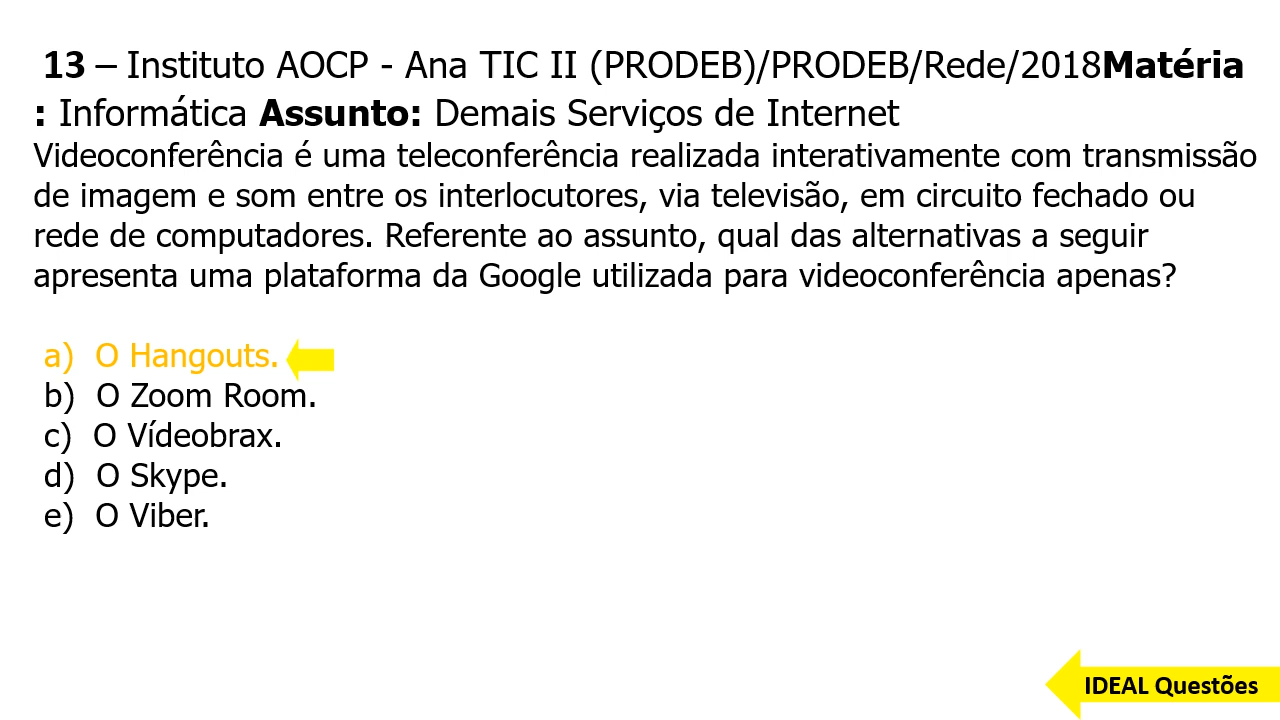 13 – Instituto AOCP - Ana TIC II (PRODEB)/PRODEB/Rede/2018Matéria
: Informática Assunto: Demais Serviços de Internet
Videoconferência é uma teleconferência realizada interativamente com transmissão
de imagem e som entre os interlocutores, via televisão, em circuito fechado ou
rede de computadores. Referente ao assunto, qual das alternativas a seguir
apresenta uma plataforma da Google utilizada para videoconferência apenas?
a) O Hangouts.
b) O Zoom Room.
c) O Vídeobrax.
d) O Skype.
e) O Viber.
IDEAL Questões